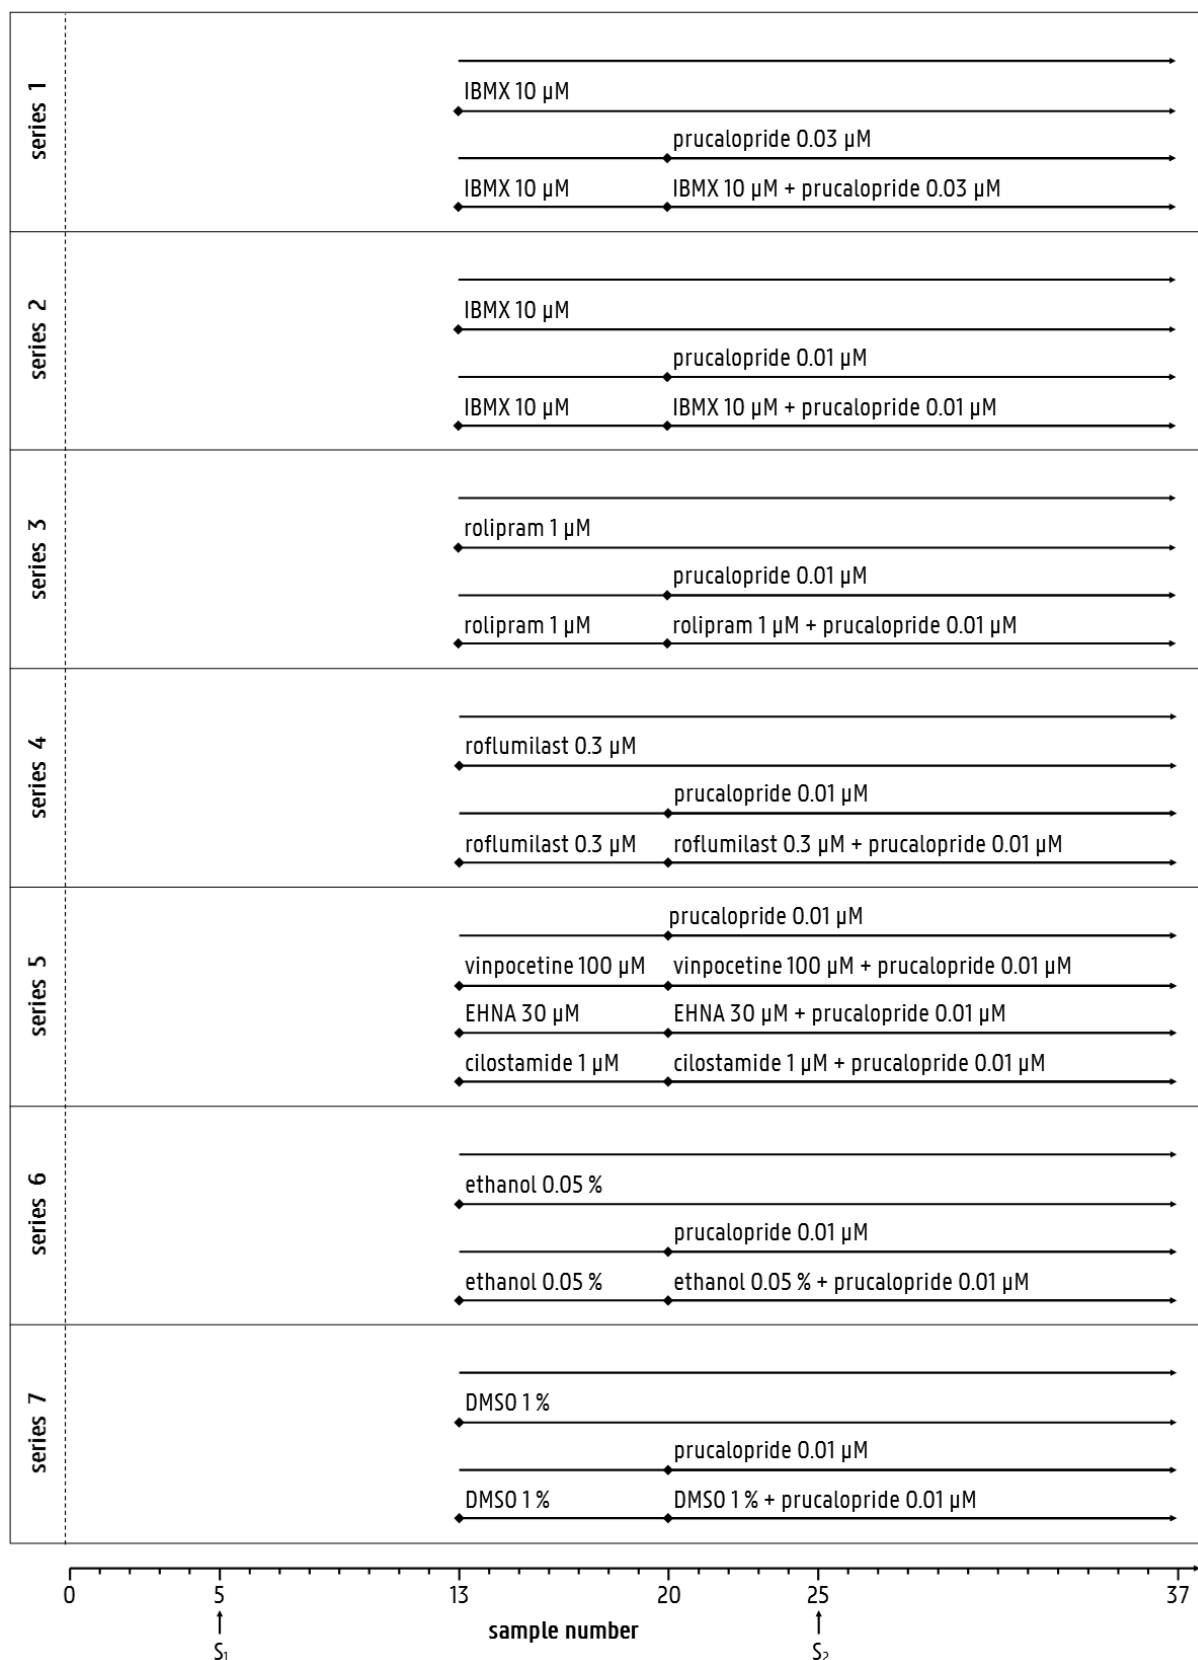 series 1
IBMX 10 µM
prucalopride 0.03 µM
IBMX 10 µM IBMX 10 µM + prucalopride 0.03 µM
series 2
IBMX 10 µM
prucalopride 0.01 µM
IBMX 10 µM IBMX 10 µM + prucalopride 0.01 µM
series 3
rolipram 1 µM
prucalopride 0.01 µM
rolipram 1 µM rolipram 1 µM + prucalopride 0.01 µM
series 4
roflumilast 0.3 µM
prucalopride 0.01 µM
roflumilast 0.3 µM roflumilast 0.3 µM + prucalopride 0.01 µM
series 5
prucalopride 0.01 µM
vinpocetine 100 µM vinpocetine 100 µM + prucalopride 0.01 µM
EHNA 30 µM EHNA 30 µM + prucalopride 0.01 µM
cilostamide 1 µM cilostamide 1 µM + prucalopride 0.01 µM
series 6
ethanol 0.05 %
prucalopride 0.01 µM
ethanol 0.05 % ethanol 0.05 % + prucalopride 0.01 µM
series 7
DMSO 1 %
prucalopride 0.01 µM
DMSO 1 % DMSO 1 % + prucalopride 0.01 µM
0 5 13 20 25 37
sample number
S₁ S₂